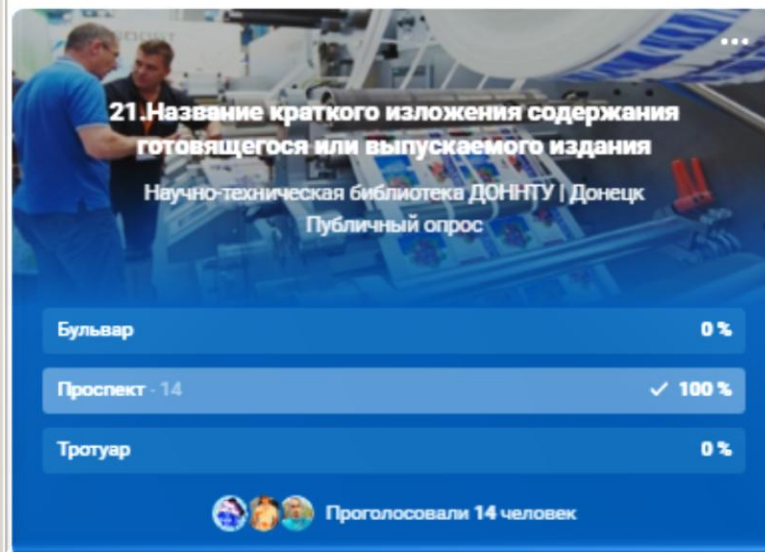 21.Название краткого изложения содержания
готовящегося или выпускаемого издания
Научно-техническая библиотека ДОННТУ | Донецк
Публичный опрос
Бульвар 0 %
Проспект - 14 ✓ 100 %
Тротуар 0 %
Проголосовали 14 человек